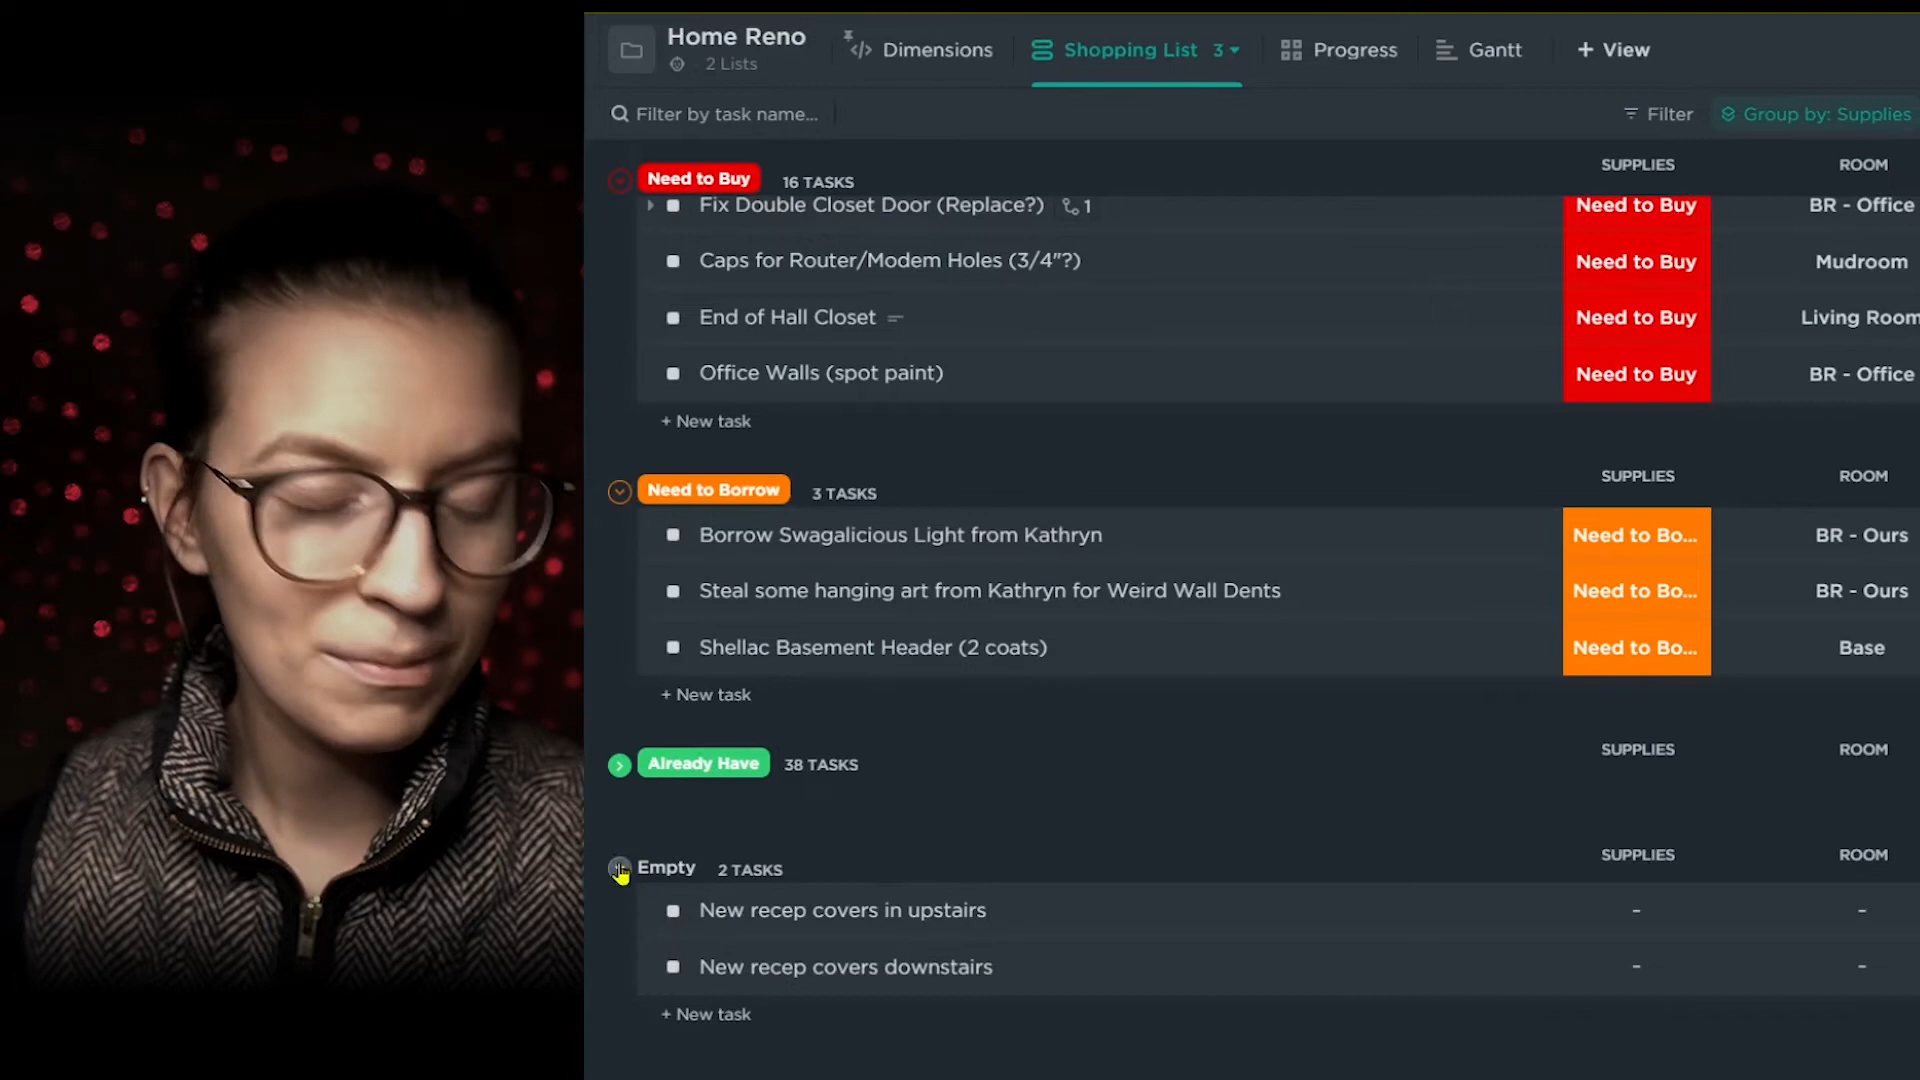 Home Reno
2 Lists
Dimensions
Shopping List 3
Progress
Gantt
+ View
Filter by task name...
Filter
Group by: Supplies
Need to Buy 16 TASKS SUPPLIES ROOM
Fix Double Closet Door (Replace?) 1 Need to Buy BR - Office
Caps for Router/Modem Holes (3/4"?) Need to Buy Mudroom
End of Hall Closet Need to Buy Living Room
Office Walls (spot paint) Need to Buy BR - Office
+ New task
Need to Borrow 3 TASKS SUPPLIES ROOM
Borrow Swagalicious Light from Kathryn Need to Bo... BR - Ours
Steal some hanging art from Kathryn for Weird Wall Dents Need to Bo... BR - Ours
Shellac Basement Header (2 coats) Need to Bo... Base
+ New task
Already Have 38 TASKS SUPPLIES ROOM
Empty 2 TASKS SUPPLIES ROOM
New recep covers in upstairs - -
New recep covers downstairs - -
+ New task